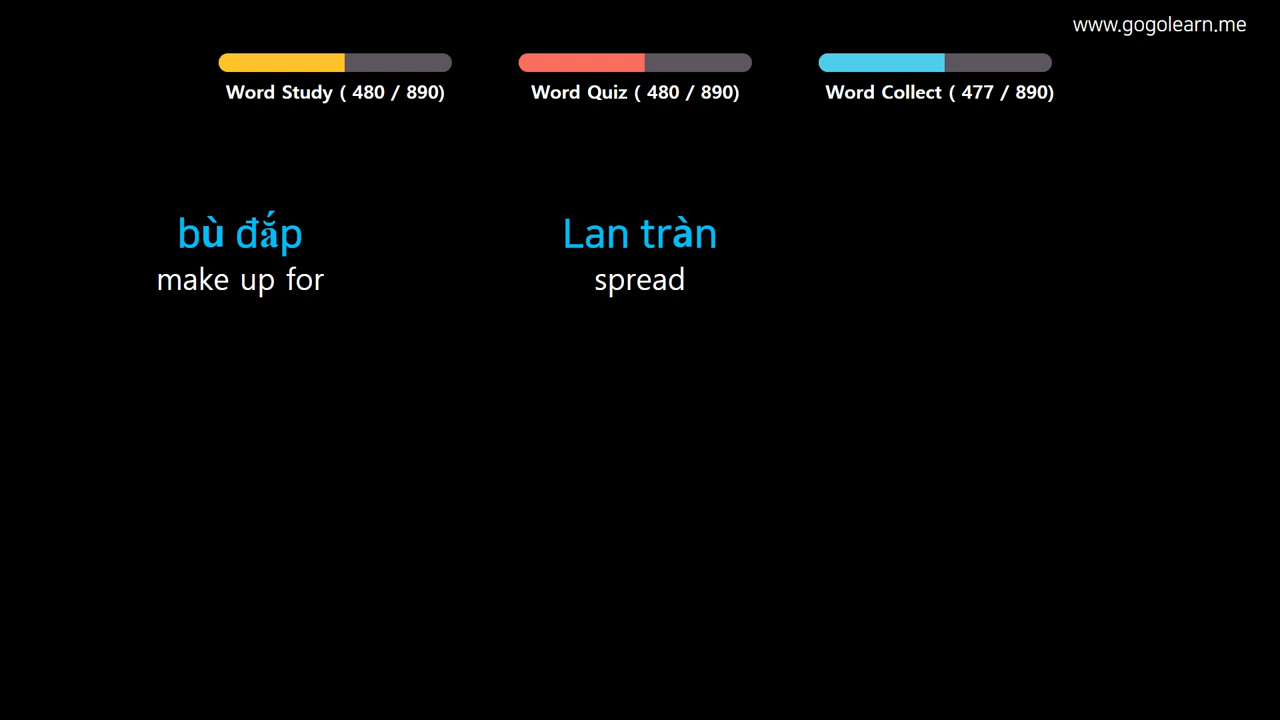 www.gogolearn.me
Word Study ( 480 / 890)
Word Quiz ( 480 / 890)
Word Collect ( 477 / 890)
bù đắp
make up for
Lan tràn
spread